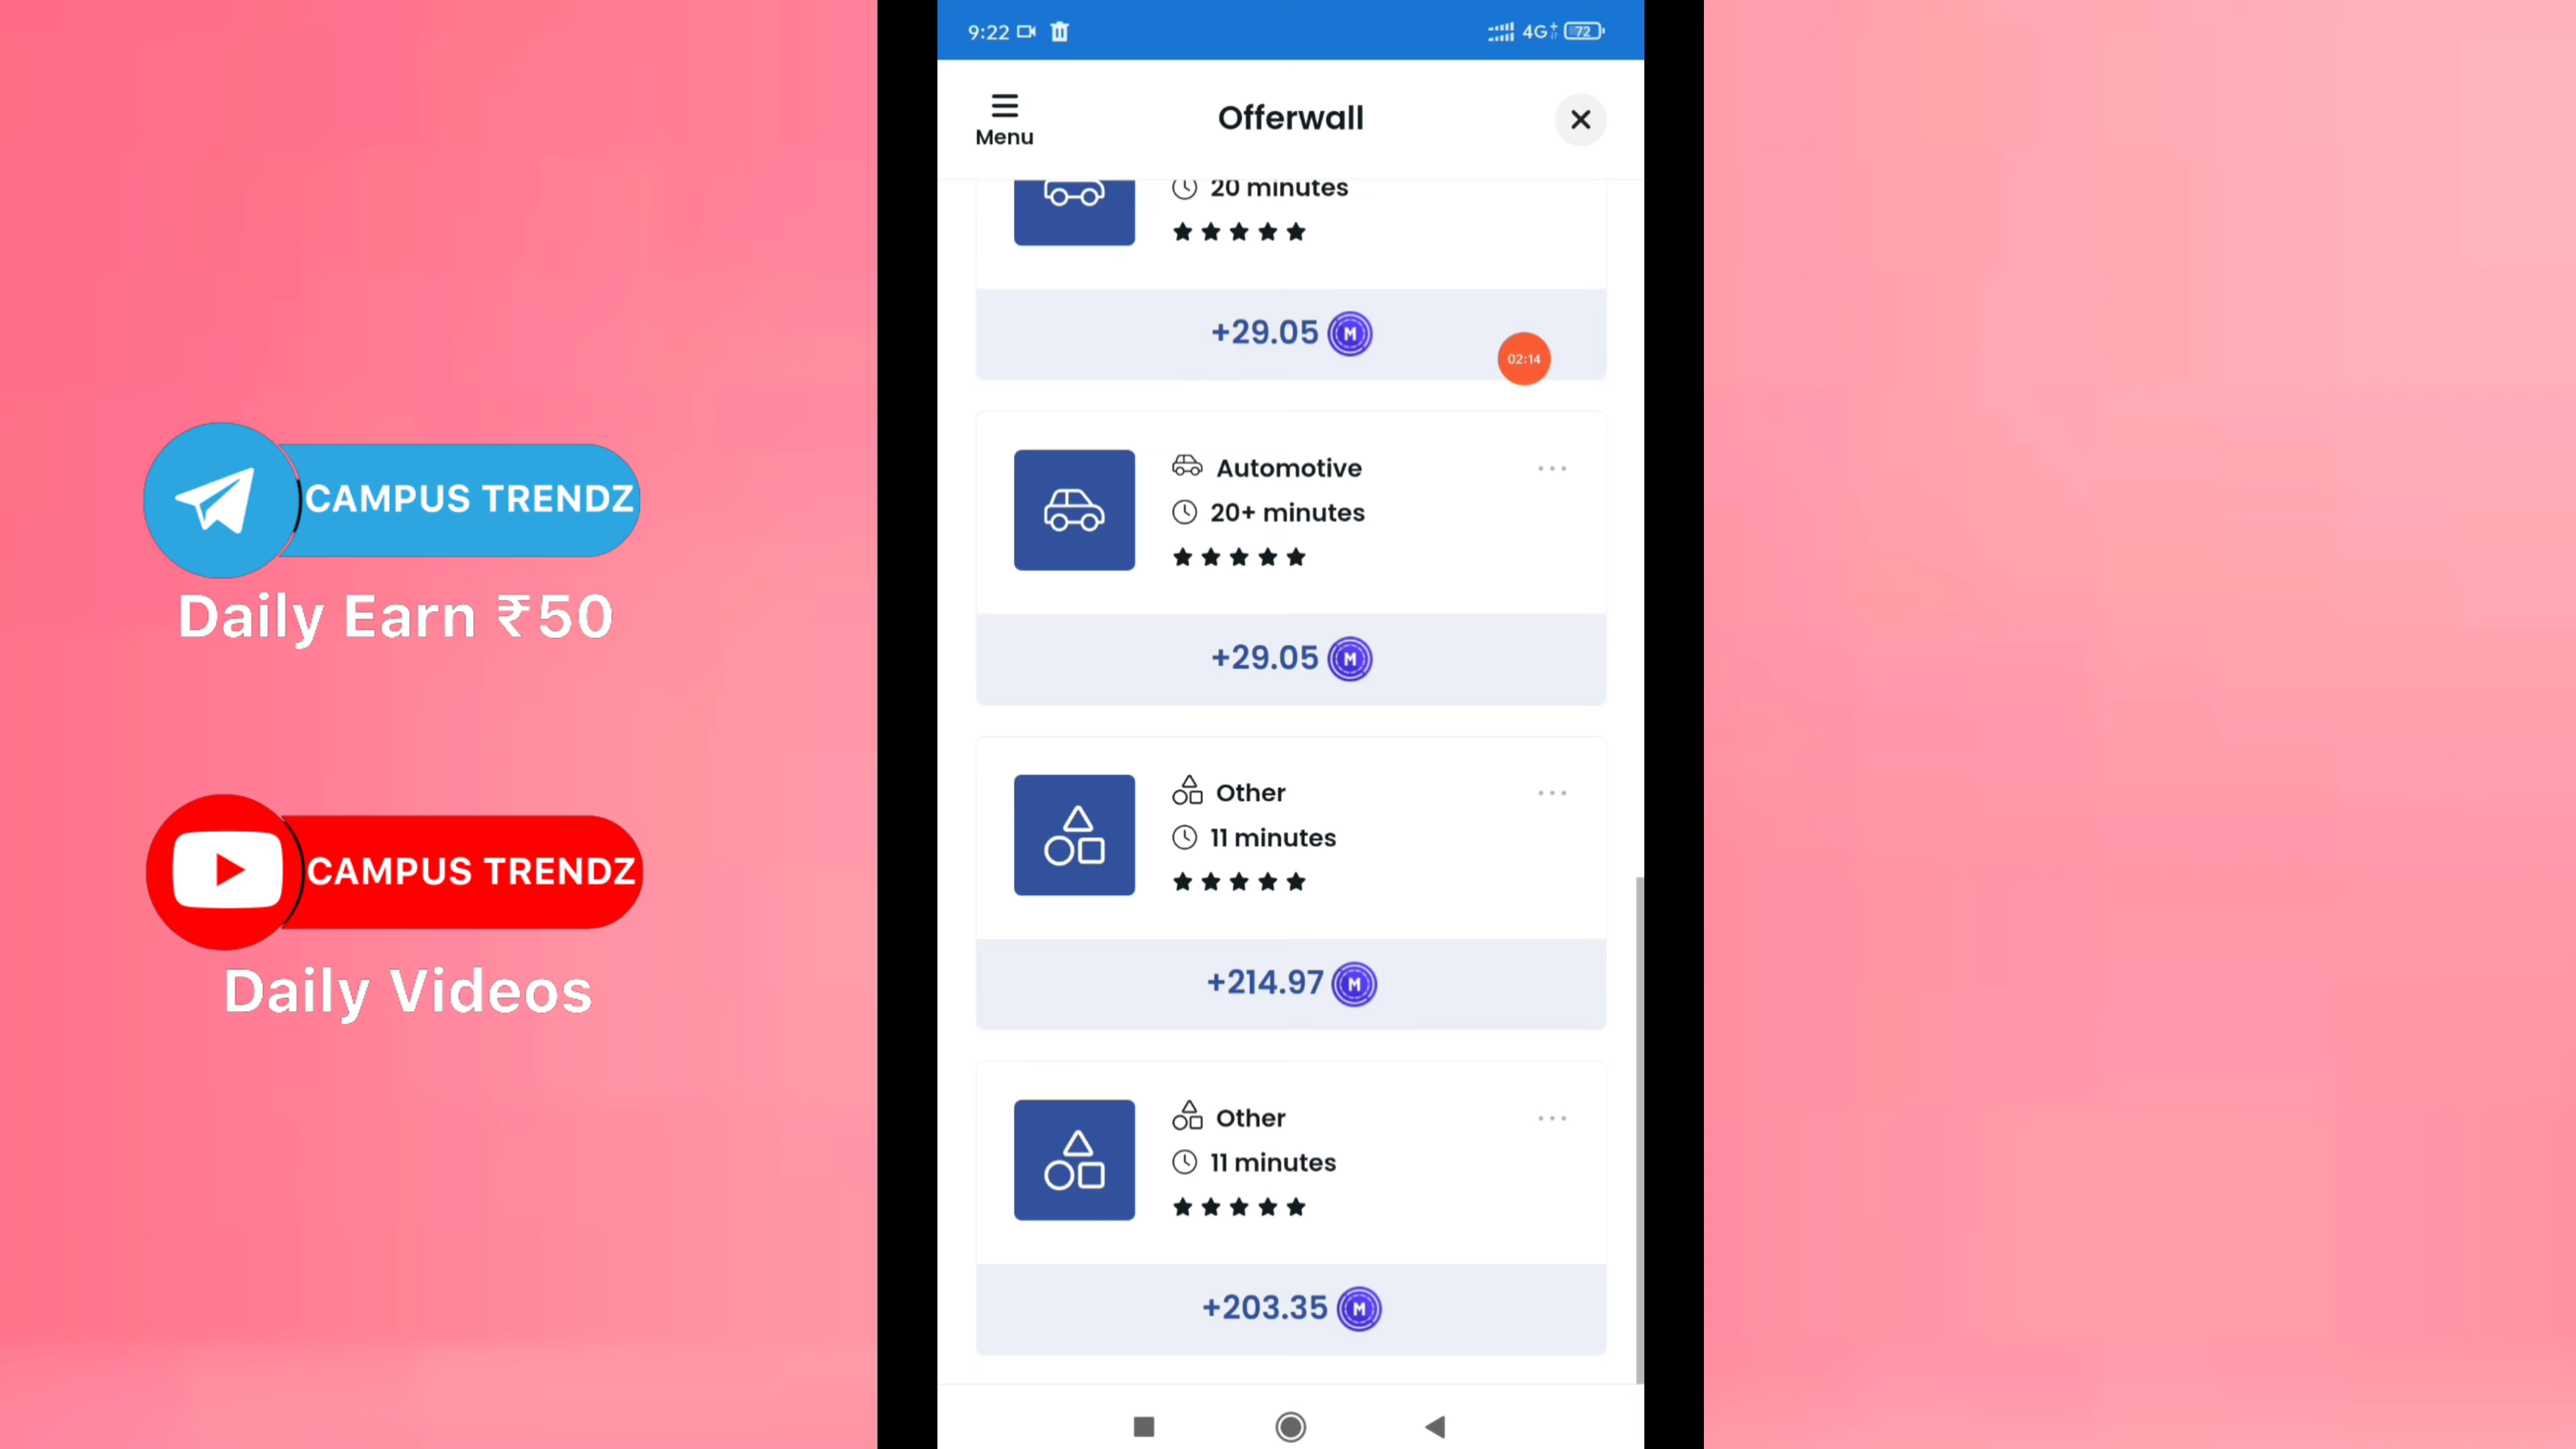 9:22
4G+
72
Menu
Offerwall
20 minutes
+29.05 M
02:14
Automotive
20+ minutes
+29.05 M
Other
11 minutes
+214.97 M
Other
11 minutes
+203.35 M
CAMPUS TRENDZ
Daily Earn ₹50
CAMPUS TRENDZ
Daily Videos